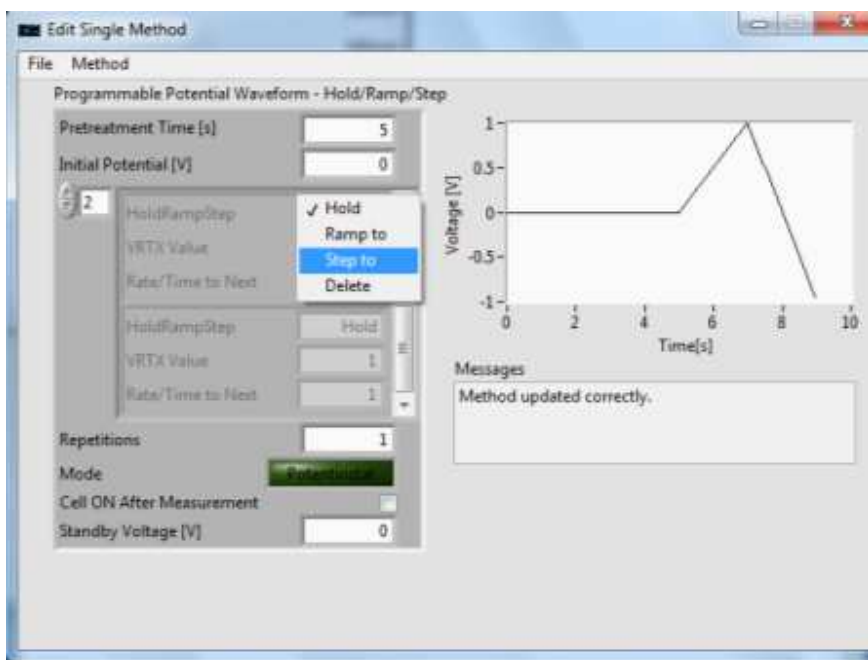 Edit Single Method
File Method
Programmable Potential Waveform - Hold/Ramp/Step
Pretreatment Time [s] 5
Initial Potential [V] 0
2
HoldRampStep
VRTX Value
Rate/Time to Next
✓ Hold
Ramp to
Step to
Delete
HoldRampStep Hold
VRTX Value 1
Rate/Time to Next 1
Repetitions 1
Mode Potentiostat
Cell ON After Measurement
Standby Voltage [V] 0
Voltage [V]
1
0.5
0
-0.5
-1
0 2 4 6 8 10
Time[s]
Messages
Method updated correctly.